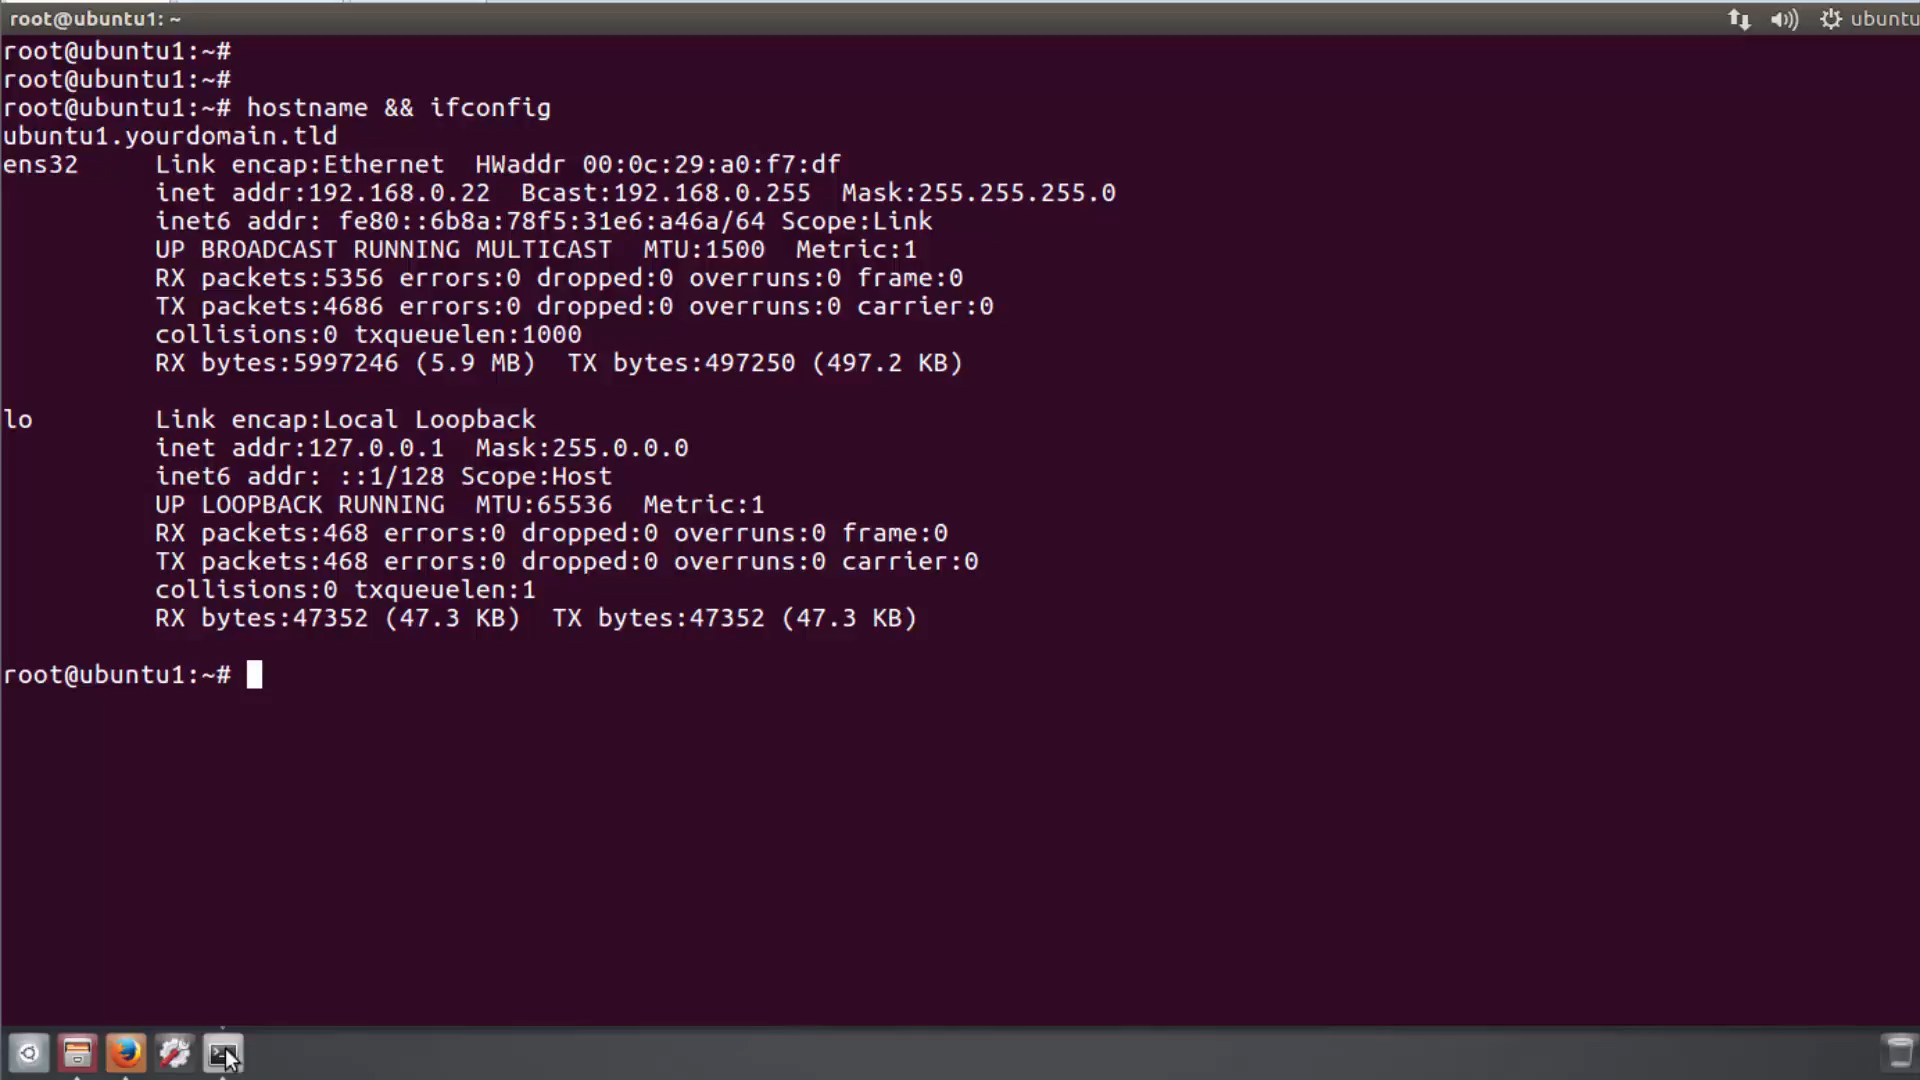 root@ubuntu1: ~
ubuntu
root@ubuntu1:~#
root@ubuntu1:~#
root@ubuntu1:~# hostname && ifconfig
ubuntu1.yourdomain.tld
ens32     Link encap:Ethernet  HWaddr 00:0c:29:a0:f7:df
          inet addr:192.168.0.22  Bcast:192.168.0.255  Mask:255.255.255.0
          inet6 addr: fe80::6b8a:78f5:31e6:a46a/64 Scope:Link
          UP BROADCAST RUNNING MULTICAST  MTU:1500  Metric:1
          RX packets:5356 errors:0 dropped:0 overruns:0 frame:0
          TX packets:4686 errors:0 dropped:0 overruns:0 carrier:0
          collisions:0 txqueuelen:1000
          RX bytes:5997246 (5.9 MB)  TX bytes:497250 (497.2 KB)
lo        Link encap:Local Loopback
          inet addr:127.0.0.1  Mask:255.0.0.0
          inet6 addr: ::1/128 Scope:Host
          UP LOOPBACK RUNNING  MTU:65536  Metric:1
          RX packets:468 errors:0 dropped:0 overruns:0 frame:0
          TX packets:468 errors:0 dropped:0 overruns:0 carrier:0
          collisions:0 txqueuelen:1
          RX bytes:47352 (47.3 KB)  TX bytes:47352 (47.3 KB)
root@ubuntu1:~#